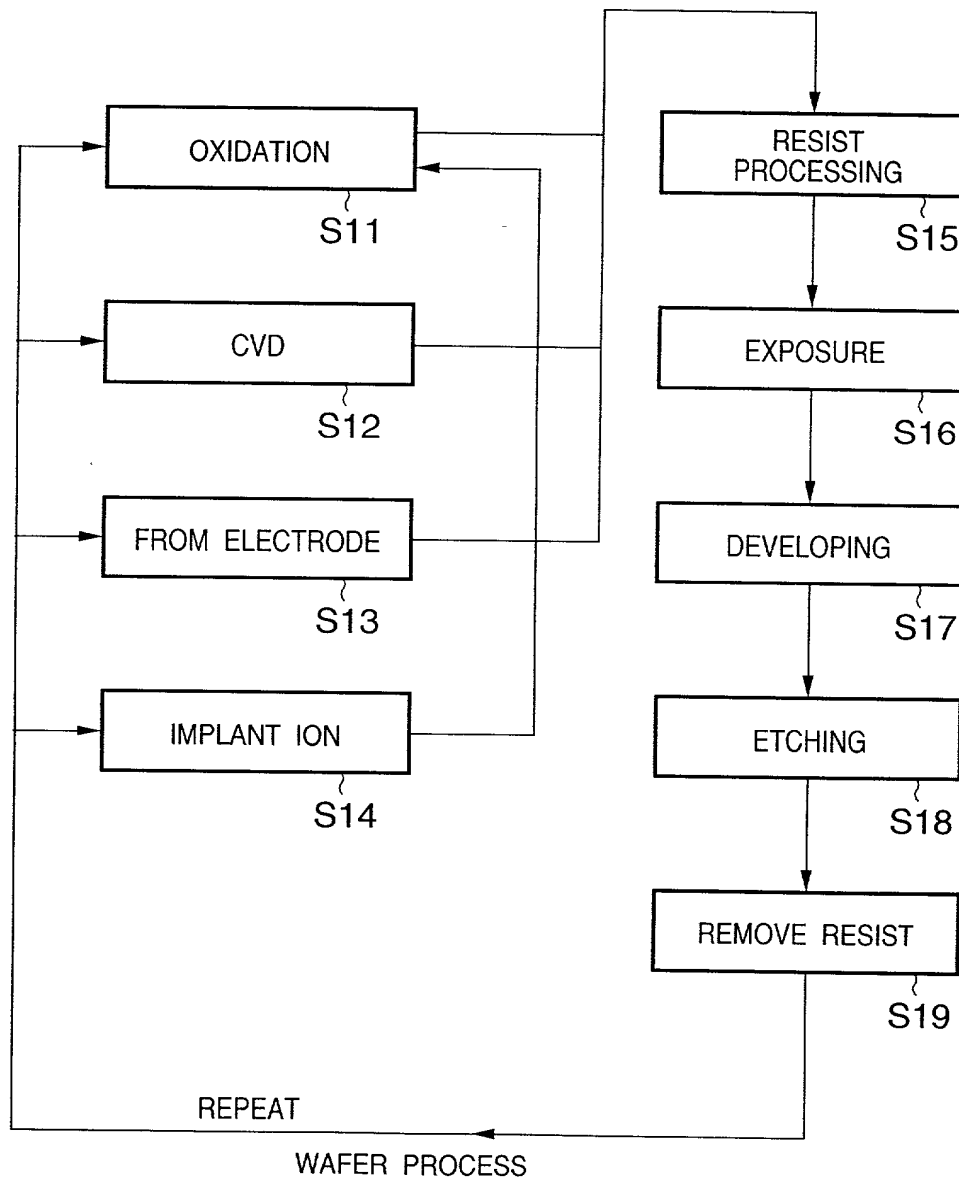 OXIDATION
S11
CVD
S12
FROM ELECTRODE
S13
IMPLANT ION
S14
RESIST
PROCESSING
S15
EXPOSURE
S16
DEVELOPING
S17
ETCHING
S18
REMOVE RESIST
S19
REPEAT
WAFER PROCESS